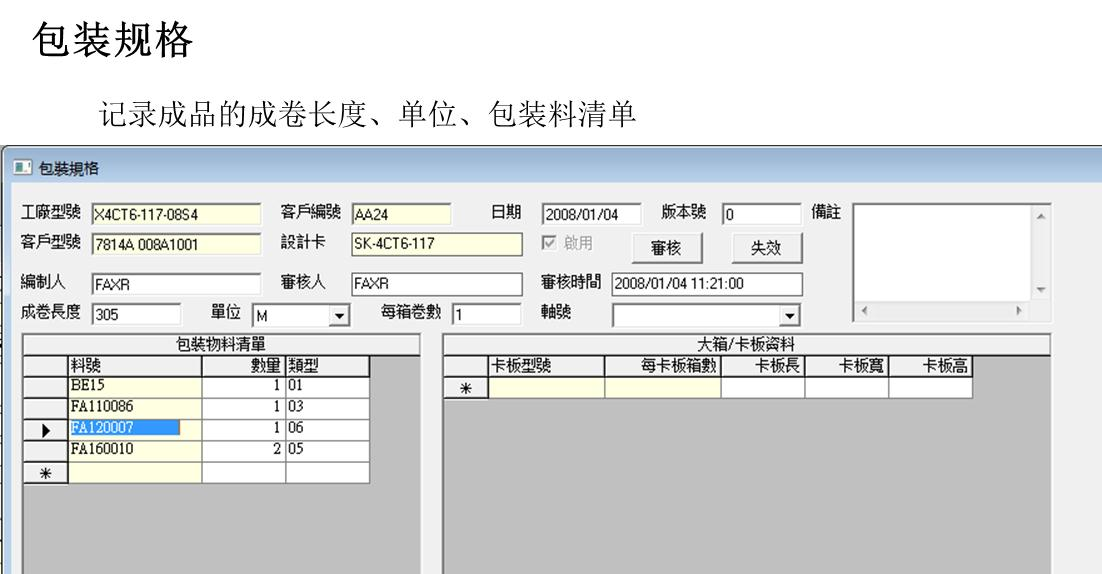 包装规格
记录成品的成卷长度、单位、包装料清单
包裝規格
工廠型號 X4CT6-117-08S4 客戶編號 AA24 日期 2008/01/04 版本號 0 備註
客戶型號 7814A 008A1001 設計卡 SK-4CT6-117 啟用 審核 失效
編制人 FAXR 審核人 FAXR 審核時間 2008/01/04 11:21:00
成卷長度 305 單位 M 每箱卷數 1 軸號
包裝物料清單 大箱/卡板資料
料號 數量 類型 卡板型號 每卡板箱數 卡板長 卡板寬 卡板高
BE15 1 01
FA110086 1 03
FA120007 1 06
FA160010 2 05